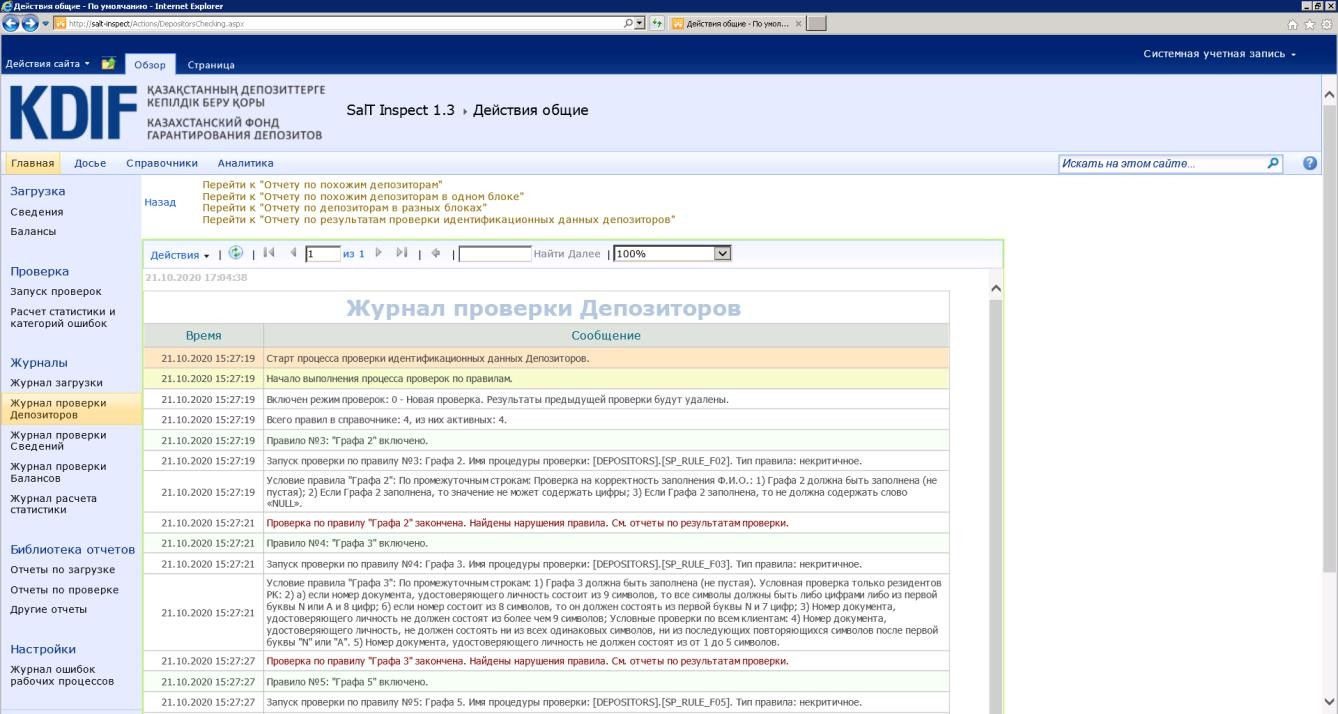 Действия общие - По умолчанию - Internet Explorer
http://salt-inspect/Actions/DepositorsChecking.aspx
Действия общие - По умол...
Действия сайта
Обзор
Страница
Системная учетная запись
KDIF
ҚАЗАҚСТАННЫҢ ДЕПОЗИТТЕРГЕ
КЕПІЛДІК БЕРУ ҚОРЫ
КАЗАХСТАНСКИЙ ФОНД
ГАРАНТИРОВАНИЯ ДЕПОЗИТОВ
SalT Inspect 1.3 Действия общие
Главная Досье Справочники Аналитика
Искать на этом сайте...
Загрузка
Сведения
Балансы
Проверка
Запуск проверок
Расчет статистики и
категорий ошибок
Журналы
Журнал загрузки
Журнал проверки
Депозиторов
Журнал проверки
Сведений
Журнал проверки
Балансов
Журнал расчета
статистики
Библиотека отчетов
Отчеты по загрузке
Отчеты по проверке
Другие отчеты
Настройки
Журнал ошибок
рабочих процессов
Назад
Перейти к "Отчету по похожим депозиторам"
Перейти к "Отчету по похожим депозиторам в одном блоке"
Перейти к "Отчету по депозиторам в разных блоках"
Перейти к "Отчету по результатам проверки идентификационных данных депозиторов"
Действия | | 1 из 1 | | Найти Далее | 100%
21.10.2020 17:04:38
Журнал проверки Депозиторов
Время Сообщение
21.10.2020 15:27:19 Старт процесса проверки идентификационных данных Депозиторов.
21.10.2020 15:27:19 Начало выполнения процесса проверок по правилам.
21.10.2020 15:27:19 Включен режим проверок: 0 - Новая проверка. Результаты предыдущей проверки будут удалены.
21.10.2020 15:27:19 Всего правил в справочнике: 4, из них активных: 4.
21.10.2020 15:27:19 Правило №3: "Графа 2" включено.
21.10.2020 15:27:19 Запуск проверки по правилу №3: Графа 2. Имя процедуры проверки: [DEPOSITORS].[SP_RULE_F02]. Тип правила: некритичное.
21.10.2020 15:27:19 Условие правила "Графа 2": По промежуточным строкам: Проверка на корректность заполнения Ф.И.О.: 1) Графа 2 должна быть заполнена (не
пустая); 2) Если Графа 2 заполнена, то значение не может содержать цифры; 3) Если Графа 2 заполнена, то не должна содержать слово
«NULL».
21.10.2020 15:27:21 Проверка по правилу "Графа 2" закончена. Найдены нарушения правила. См. отчеты по результатам проверки.
21.10.2020 15:27:21 Правило №4: "Графа 3" включено.
21.10.2020 15:27:21 Запуск проверки по правилу №4: Графа 3. Имя процедуры проверки: [DEPOSITORS].[SP_RULE_F03]. Тип правила: некритичное.
21.10.2020 15:27:21 Условие правила "Графа 3": По промежуточным строкам: 1) Графа 3 должна быть заполнена (не пустая). Условная проверка только резидентов
РК: 2) а) если номер документа, удостоверяющего личность состоит из 9 символов, то все символы должны быть либо цифрами либо из первой
буквы N или А и 8 цифр; б) если номер состоит из 8 символов, то он должен состоять из первой буквы N и 7 цифр; 3) Номер документа,
удостоверяющего личность не должен состоят из более чем 9 символов; Условные проверки по всем клиентам: 4) Номер документа,
удостоверяющего личность, не должен состоять ни из всех одинаковых символов, ни из последующих повторяющихся символов после первой
буквы "N" или "А". 5) Номер документа, удостоверяющего личность не должен состоят из от 1 до 5 символов.
21.10.2020 15:27:27 Проверка по правилу "Графа 3" закончена. Найдены нарушения правила. См. отчеты по результатам проверки.
21.10.2020 15:27:27 Правило №5: "Графа 5" включено.
21.10.2020 15:27:27 Запуск проверки по правилу №5: Графа 5. Имя процедуры проверки: [DEPOSITORS].[SP_RULE_F05]. Тип правила: некритичное.